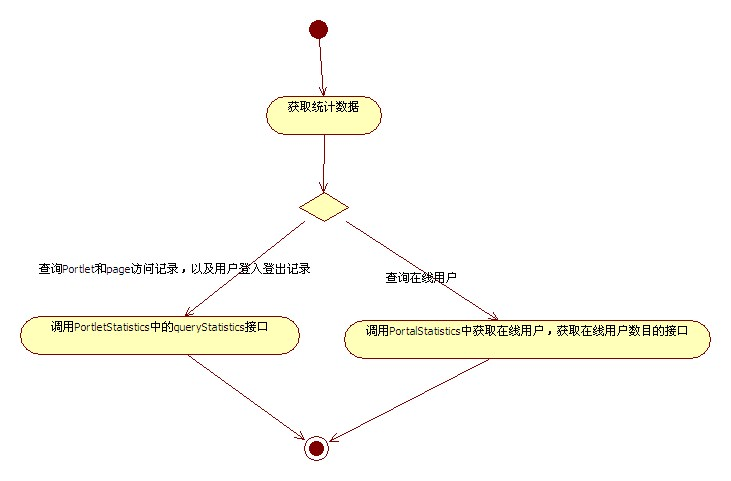 获取统计数据
查询Portlet和page访问记录，以及用户登入登出记录
查询在线用户
调用PortletStatistics中的queryStatistics接口
调用PortalStatistics中获取在线用户，获取在线用户数目的接口